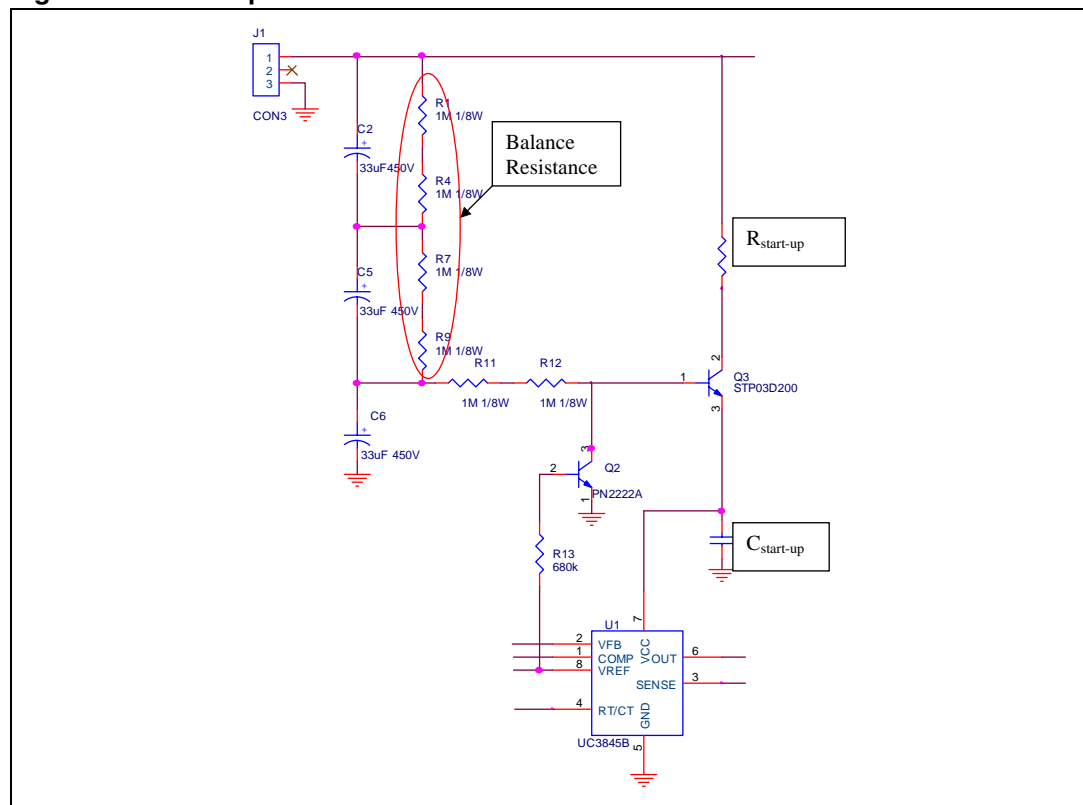 J1
1
2
3
CON3
R1
1M 1/8W
C2
+
33uF450V
Balance
Resistance
R4
1M 1/8W
R7
1M 1/8W
C5
+
33uF 450V
Rstart-up
R9
1M 1/8W
R11
1M 1/8W
R12
1M 1/8W
1
2
3
Q3
STP03D200
C6
+
33uF 450V
3
2
1
Q2
PN2222A
R13
680k
Cstart-up
U1
7
2
VFB
1
COMP
8
VREF
4
RT/CT
VCC
VOUT
6
SENSE
3
GND
5
UC3845B